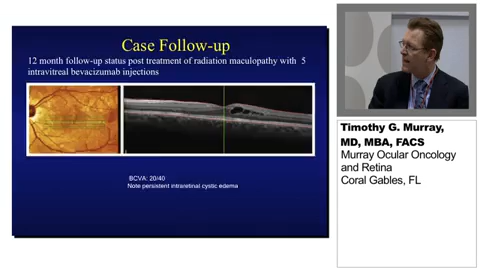 Case Follow-up
12 month follow-up status post treatment of radiation maculopathy with 5
intravitreal bevacizumab injections
BCVA: 20/40
Note persistent intraretinal cystic edema
Timothy G. Murray,
MD, MBA, FACS
Murray Ocular Oncology
and Retina
Coral Gables, FL